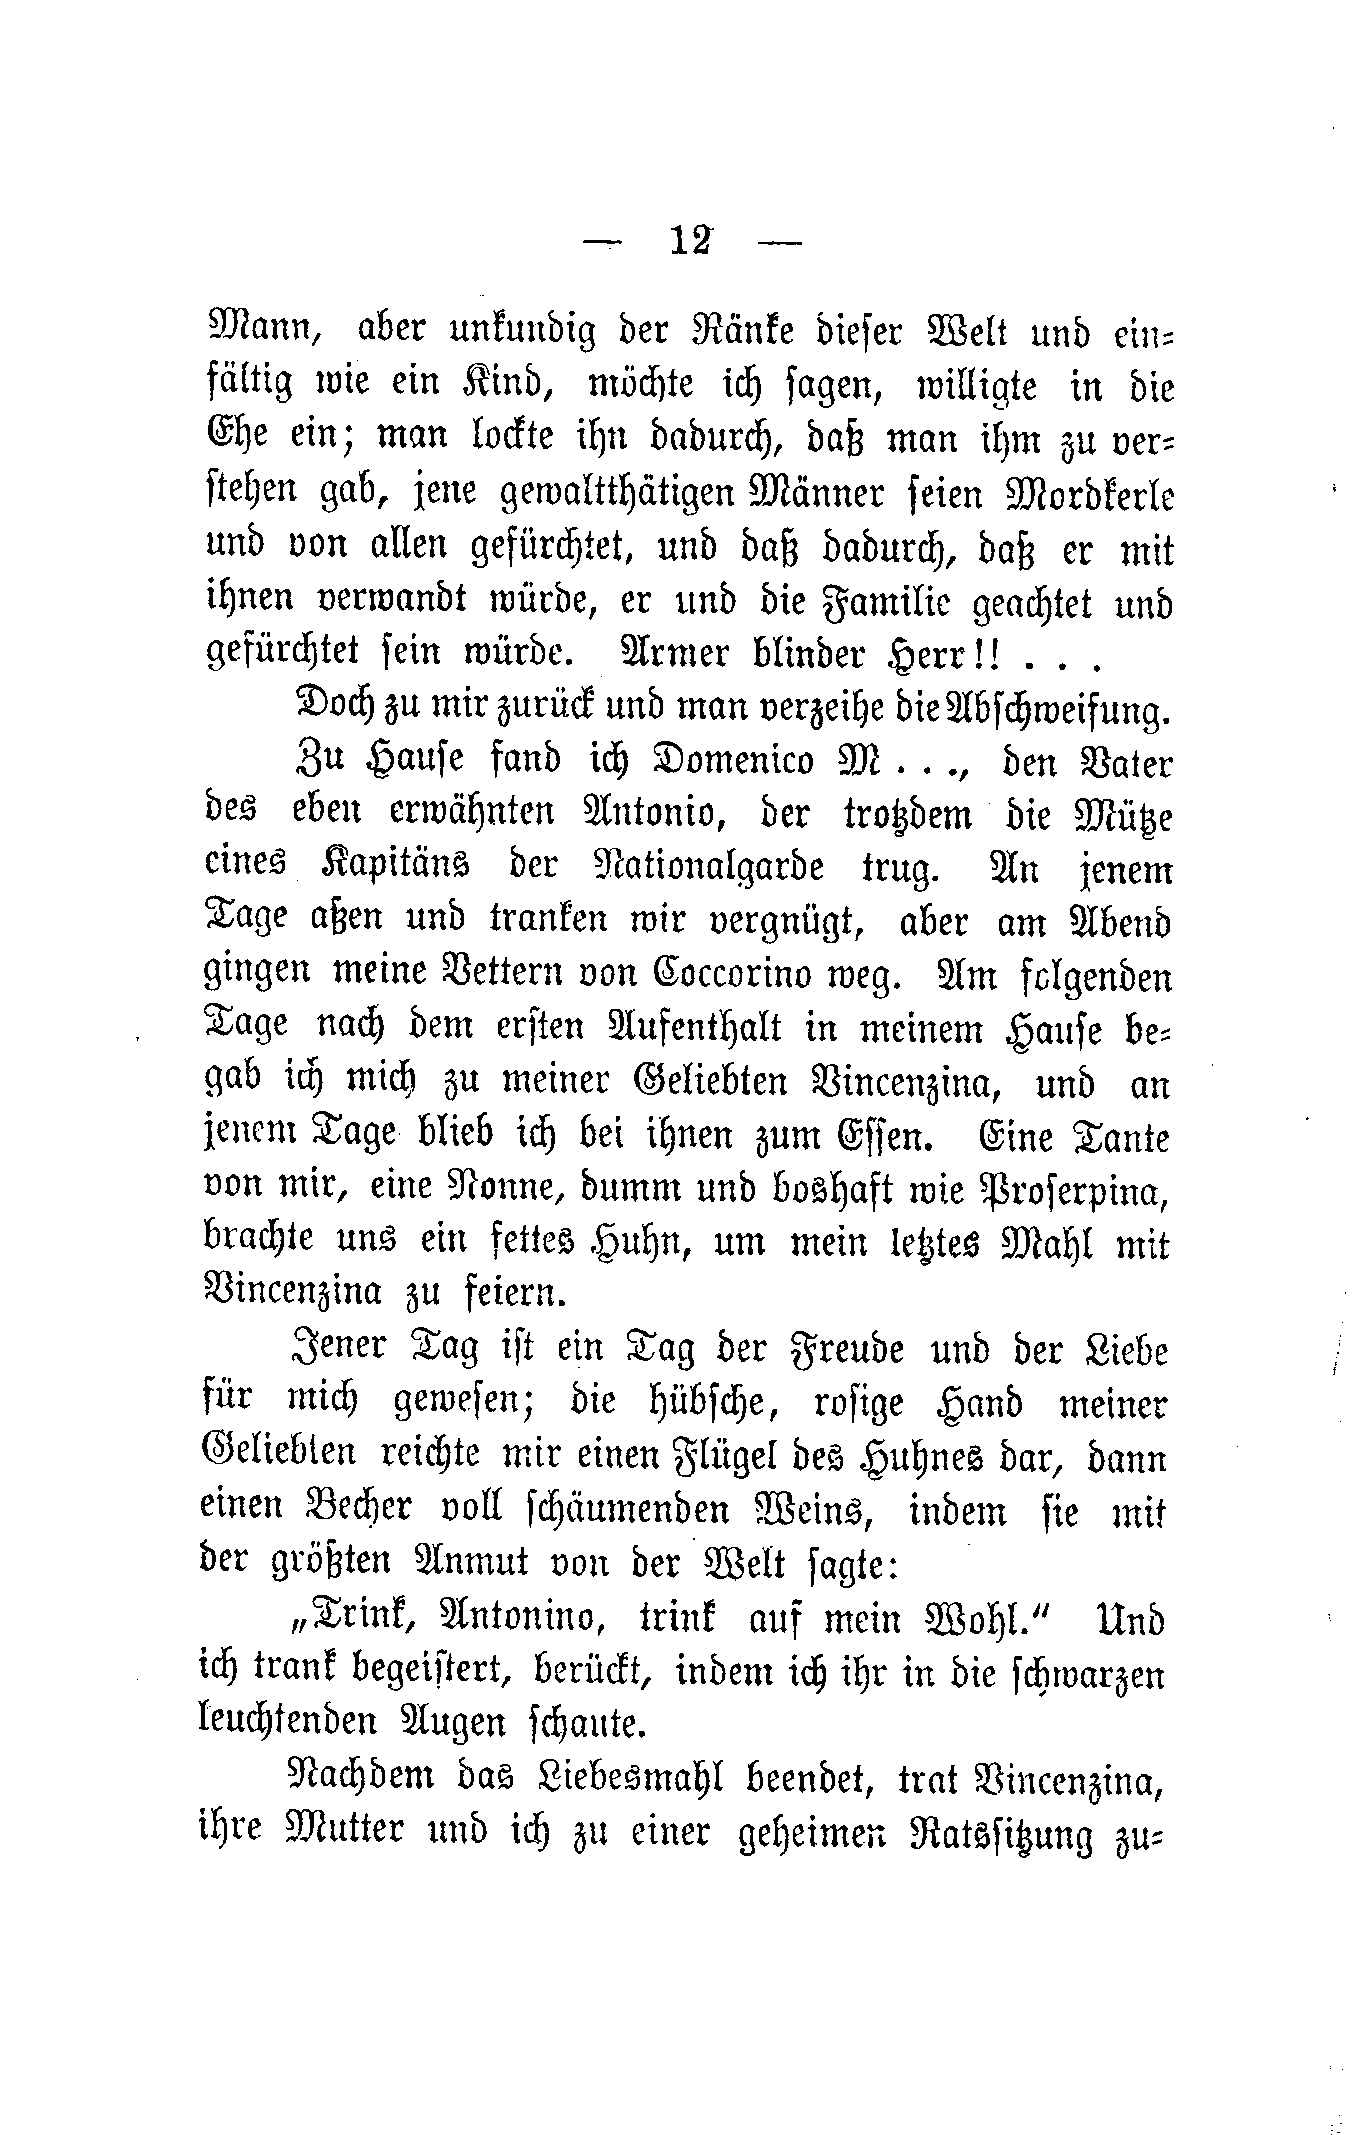 — 12 —
Mann, aber unkundig der Ränke dieser Welt und ein-
fältig wie ein Kind, möchte ich sagen, willigte in die
Ehe ein; man lockte ihn dadurch, daß man ihm zu ver-
stehen gab, jene gewaltthätigen Männer seien Mordkerle
und von allen gefürchtet, und daß dadurch, daß er mit
ihnen verwandt würde, er und die Familie geachtet und
gefürchtet sein würde. Armer blinder Herr!! . . .
Doch zu mir zurück und man verzeihe die Abschweifung.
Zu Hause fand ich Domenico M . . ., den Vater
des eben erwähnten Antonio, der trotzdem die Mütze
eines Kapitäns der Nationalgarde trug. An jenem
Tage aßen und tranken wir vergnügt, aber am Abend
gingen meine Vettern von Coccorino weg. Am folgenden
Tage nach dem ersten Aufenthalt in meinem Hause be-
gab ich mich zu meiner Geliebten Vincenzina, und an
jenem Tage blieb ich bei ihnen zum Essen. Eine Tante
von mir, eine Nonne, dumm und boshaft wie Proserpina,
brachte uns ein fettes Huhn, um mein letztes Mahl mit
Vincenzina zu feiern.
Jener Tag ist ein Tag der Freude und der Liebe
für mich gewesen; die hübsche, rosige Hand meiner
Geliebten reichte mir einen Flügel des Huhnes dar, dann
einen Becher voll schäumenden Weins, indem sie mit
der größten Anmut von der Welt sagte:
„Trink, Antonino, trink auf mein Wohl.“ Und
ich trank begeistert, berückt, indem ich ihr in die schwarzen
leuchtenden Augen schaute.
Nachdem das Liebesmahl beendet, trat Vincenzina,
ihre Mutter und ich zu einer geheimen Ratssitzung zu-